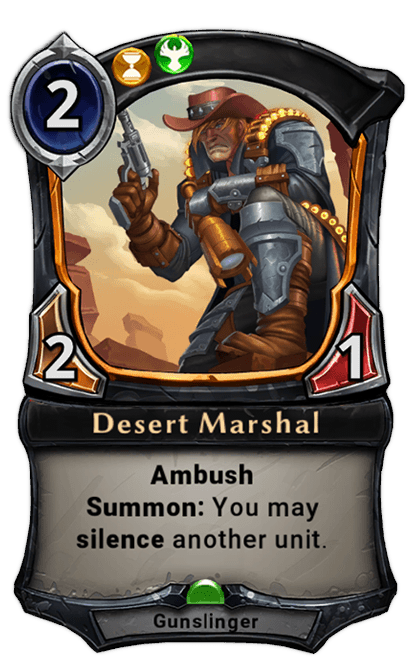 2
2
1
Desert Marshal
Ambush
Summon: You may
silence another unit.
Gunslinger